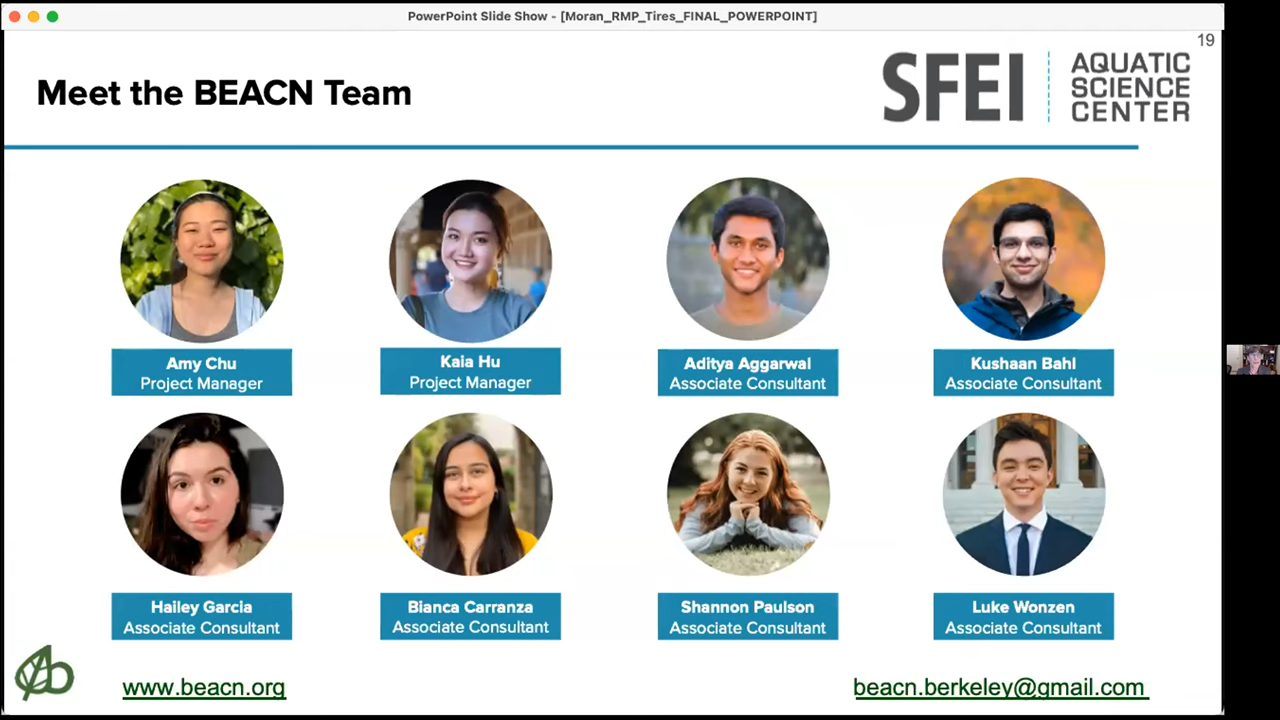 PowerPoint Slide Show - [Moran_RMP_Tires_FINAL_POWERPOINT]
19
Meet the BEACN Team
SFEI
AQUATIC
SCIENCE
CENTER
Amy Chu
Project Manager
Kaia Hu
Project Manager
Aditya Aggarwal
Associate Consultant
Kushaan Bahl
Associate Consultant
Hailey Garcia
Associate Consultant
Bianca Carranza
Associate Consultant
Shannon Paulson
Associate Consultant
Luke Wonzen
Associate Consultant
www.beacn.org
beacn.berkeley@gmail.com